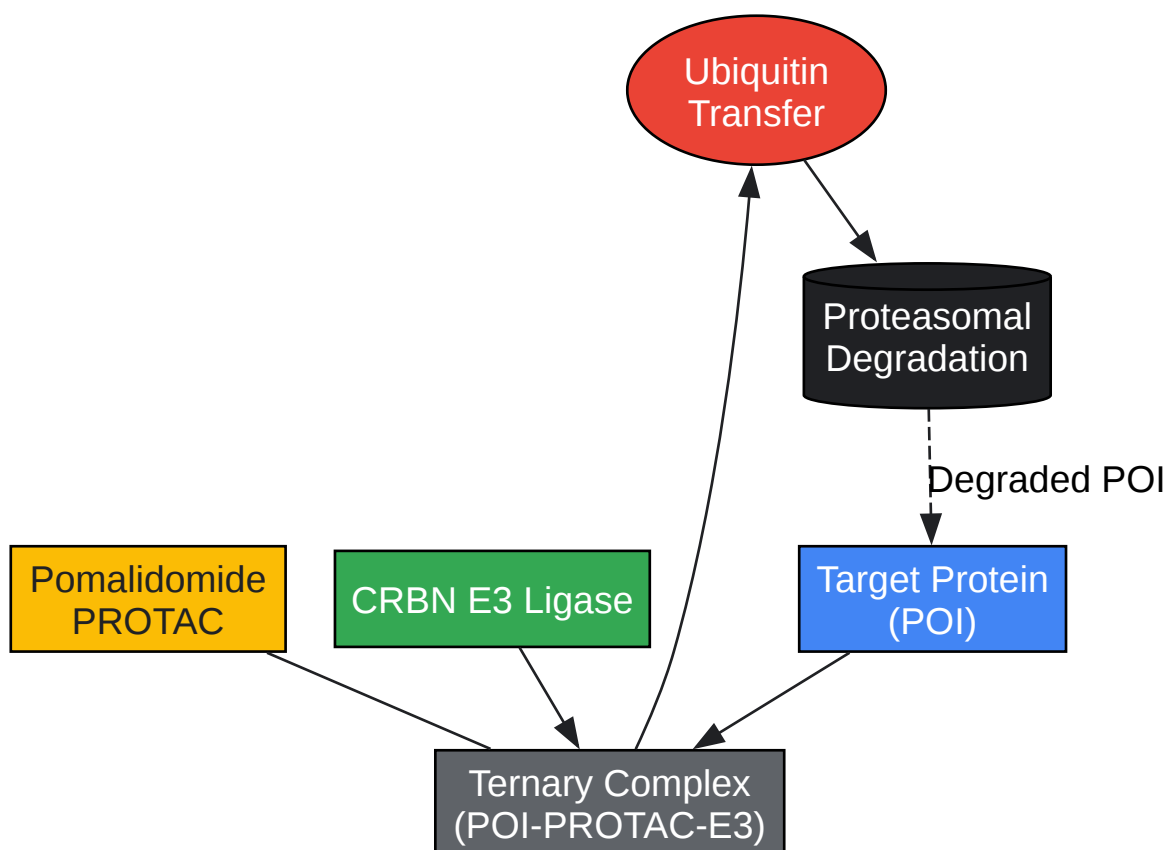 Ubiquitin
Transfer
Proteasomal
Degradation
Degraded POI
Pomalidomide
PROTAC
CRBN E3 Ligase
Target Protein
(POI)
Ternary Complex
(POI-PROTAC-E3)